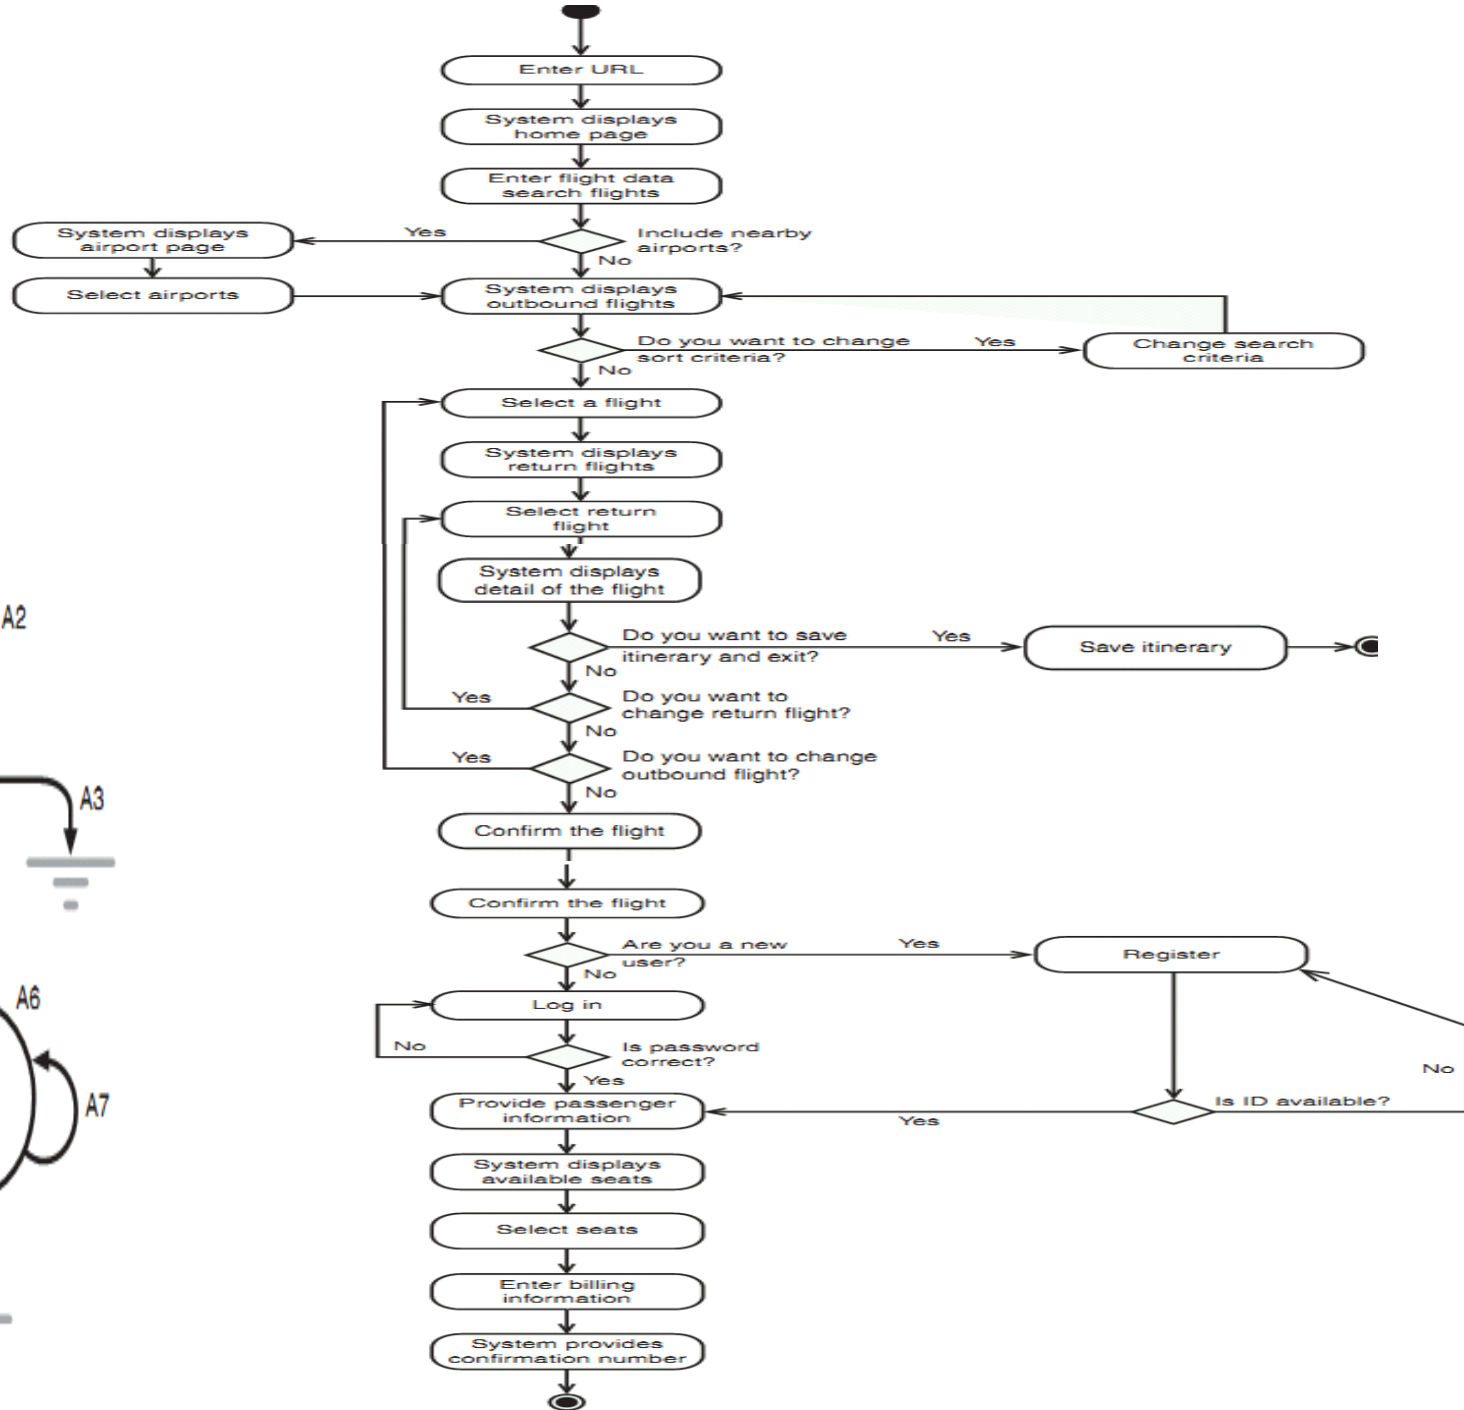 Enter URL
System displays
home page
Enter flight data
search flights
System displays
airport page
Yes
Include nearby
airports?
No
Select airports
System displays
outbound flights
Do you want to change
sort criteria?
Yes
Change search
criteria
No
Select a flight
System displays
return flights
Select return
flight
System displays
detail of the flight
A2
Do you want to save
itinerary and exit?
Yes
Save itinerary
No
Yes
Do you want to
change return flight?
No
Yes
Do you want to change
outbound flight?
No
A3
Confirm the flight
Confirm the flight
Are you a new
user?
Yes
Register
No
A6
Log in
No
Is password
correct?
No
Yes
A7
Provide passenger
information
Is ID available?
Yes
System displays
available seats
Select seats
Enter billing
information
System provides
confirmation number